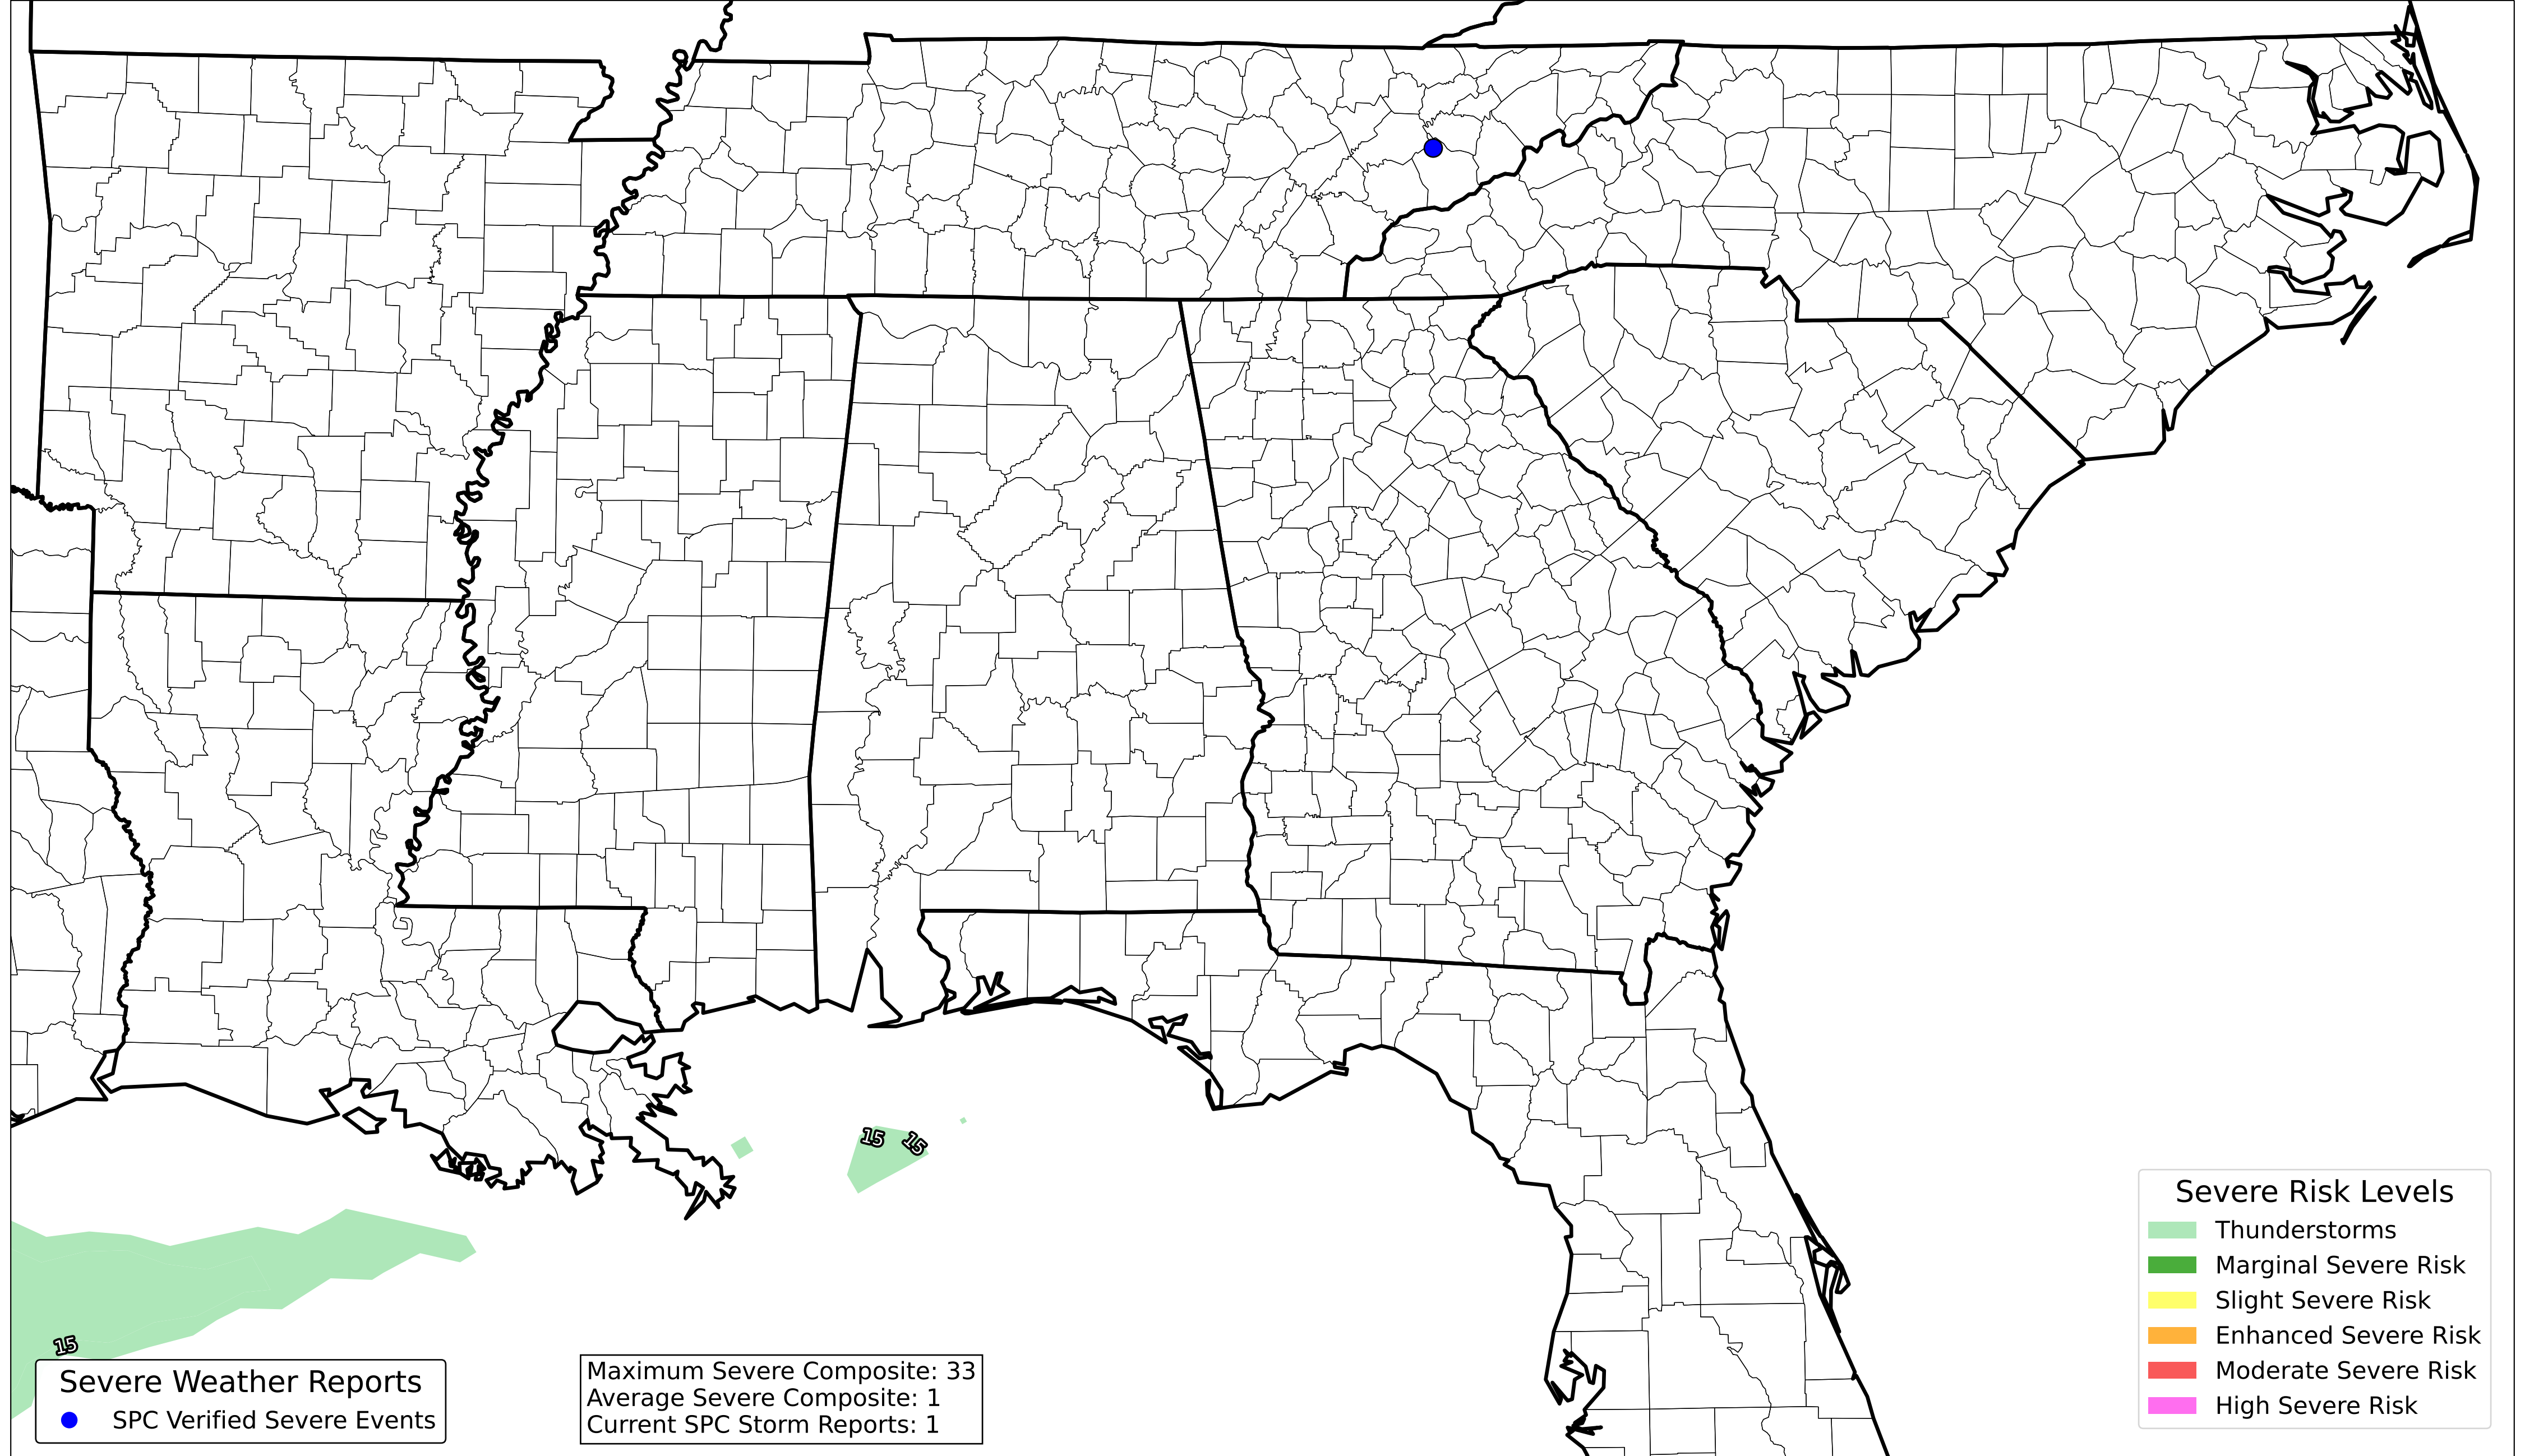 15
15
15
Severe Weather Reports
SPC Verified Severe Events
Maximum Severe Composite: 33
Average Severe Composite: 1
Current SPC Storm Reports: 1
Severe Risk Levels
Thunderstorms
Marginal Severe Risk
Slight Severe Risk
Enhanced Severe Risk
Moderate Severe Risk
High Severe Risk